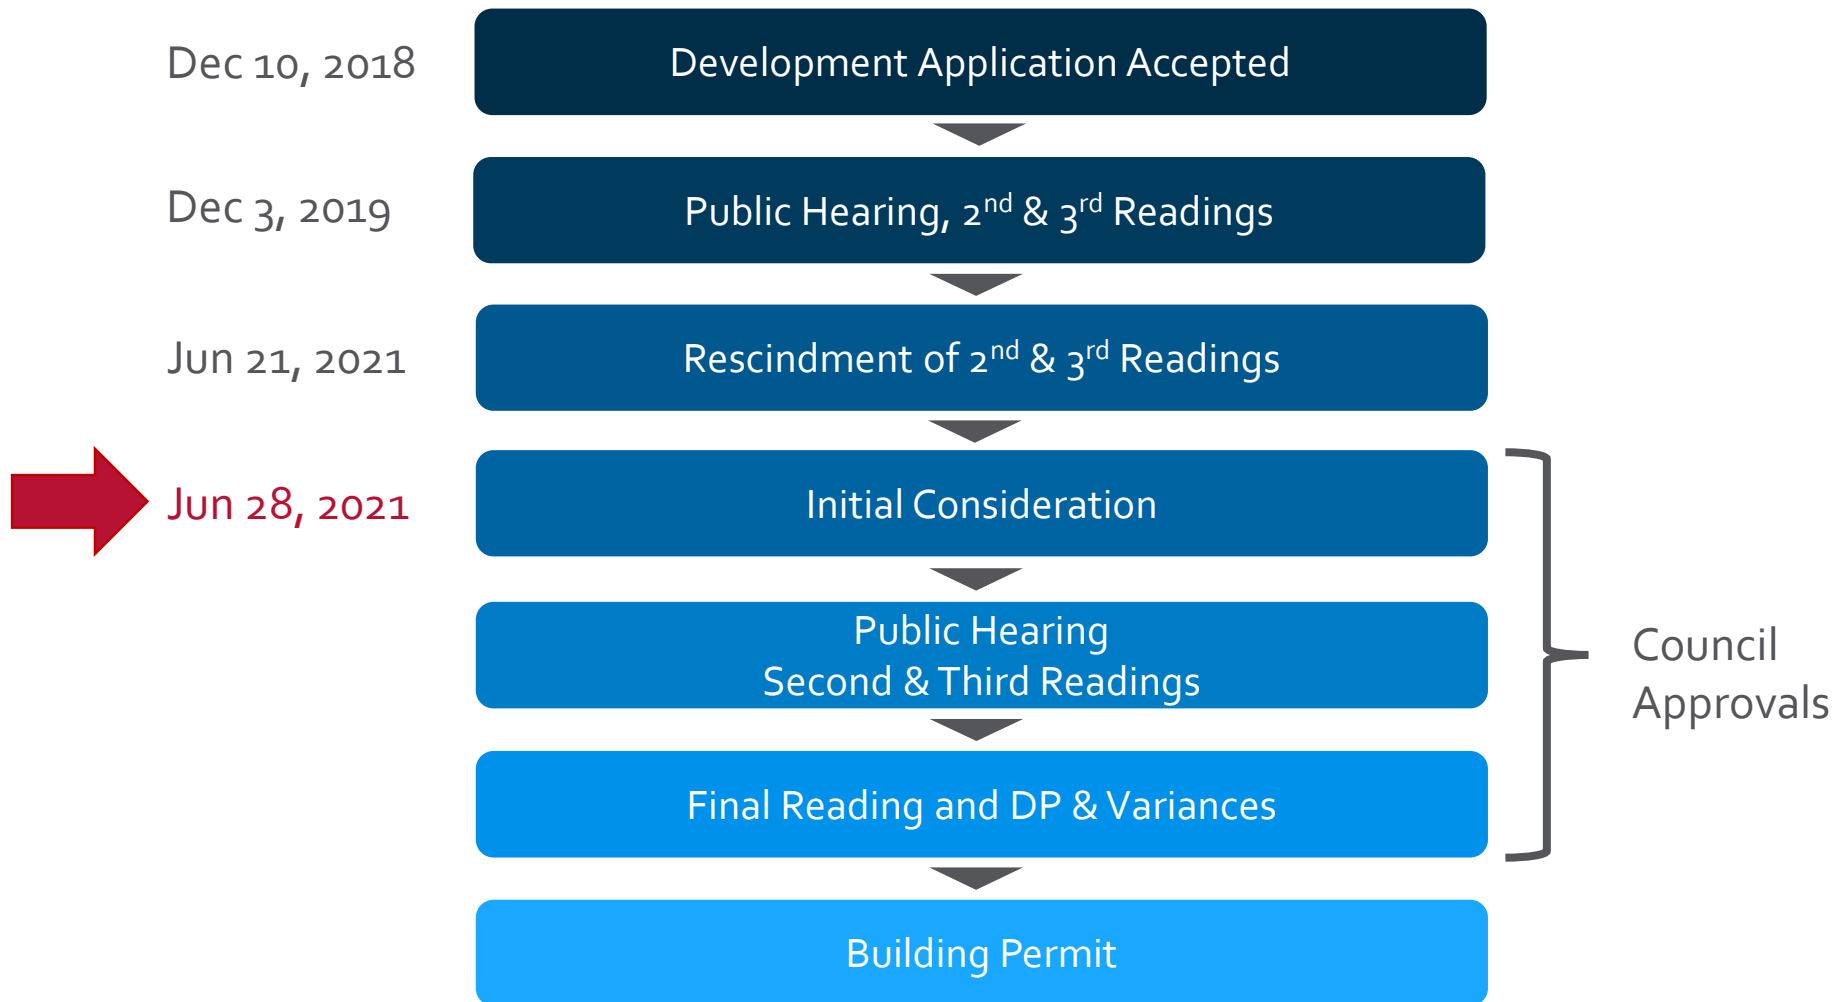 Dec 10, 2018
Development Application Accepted
Dec 3, 2019
Public Hearing, 2nd & 3rd Readings
Jun 21, 2021
Rescindment of 2nd & 3rd Readings
Jun 28, 2021
Initial Consideration
Public Hearing
Second & Third Readings
Council
Approvals
Final Reading and DP & Variances
Building Permit